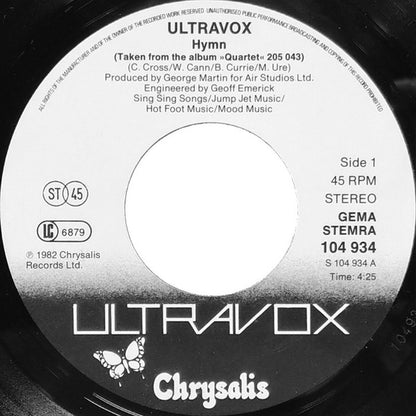 ALL RIGHTS OF THE MANUFACTURER AND OF THE OWNER OF THE RECORDED WORK RESERVED UNAUTHORISED PUBLIC PERFORMANCE BROADCASTING AND COPYING OF THIS RECORD PROHIBITED
ULTRAVOX
Hymn
(Taken from the album »Quartet« 205 043)
(C. Cross/W. Cann/B. Currie/M. Ure)
Produced by George Martin for Air Studios Ltd.
Engineered by Geoff Emerick
Sing Sing Songs/Jump Jet Music/
Hot Foot Music/Mood Music
ST 45
LC 6879
℗ 1982 Chrysalis
Records Ltd.
Side 1
45 RPM
STEREO
GEMA
STEMRA
104 934
S 104 934 A
Time: 4:25
ULTRAVOX
Chrysalis